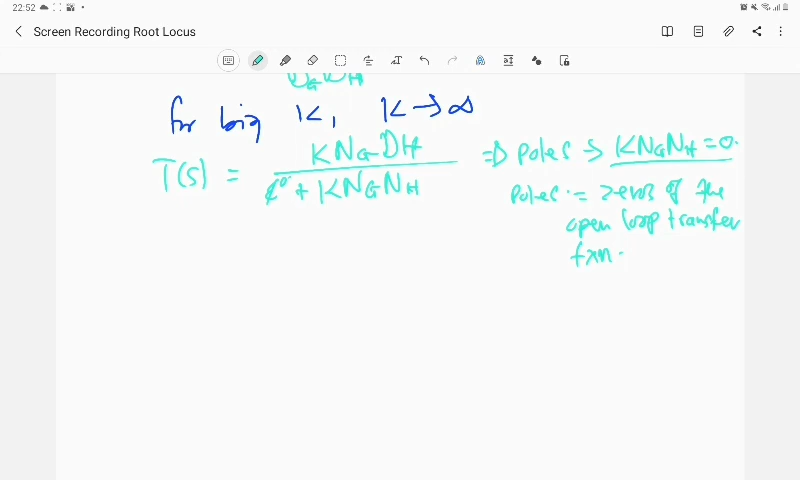 22:52
Screen Recording Root Locus
for big K, K → ∞
T(s) = KNGDH / + KNGNH ⇒ poles → KNGNH = 0.
Poles = zeros of the
open loop transfer
fxn.